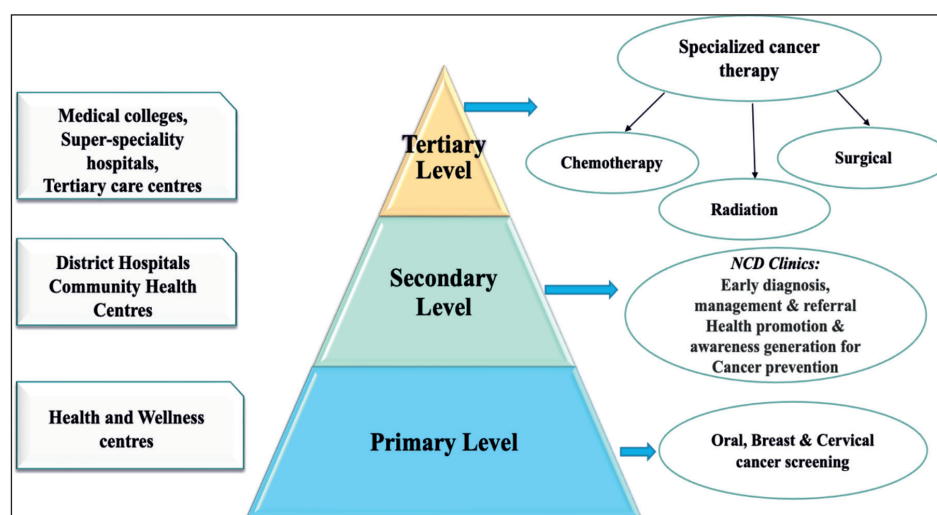 Medical colleges,
Super-speciality
hospitals,
Tertiary care centres
Tertiary
Level
Specialized cancer
therapy
Chemotherapy
Surgical
Radiation
District Hospitals
Community Health
Centres
Secondary
Level
NCD Clinics:
Early diagnosis,
management & referral
Health promotion &
awareness generation for
Cancer prevention
Health and Wellness
centres
Primary Level
Oral, Breast & Cervical
cancer screening